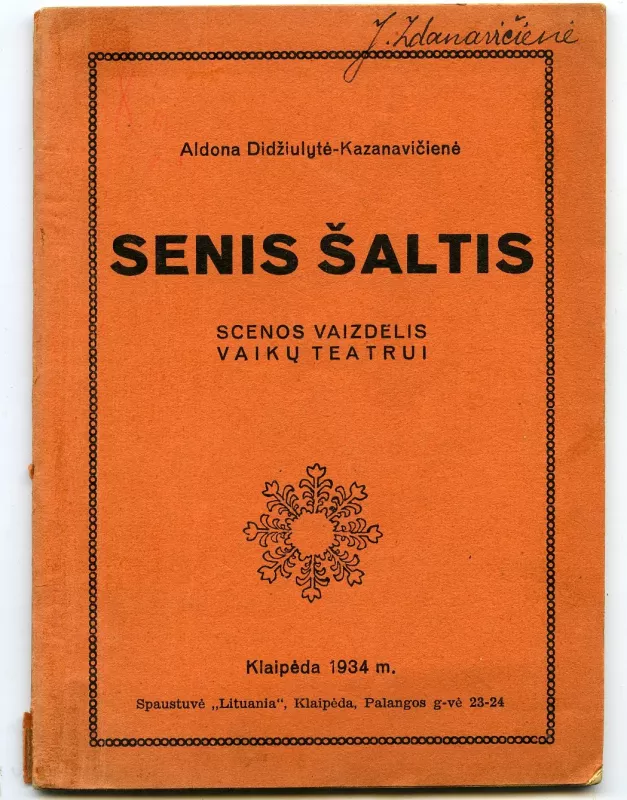 J. Zdanavičienė
Aldona Didžiulytė-Kazanavičienė
SENIS ŠALTIS
SCENOS VAIZDELIS
VAIKŲ TEATRUI
Klaipėda 1934 m.
Spaustuvė „Lituania“, Klaipėda, Palangos g-vė 23-24